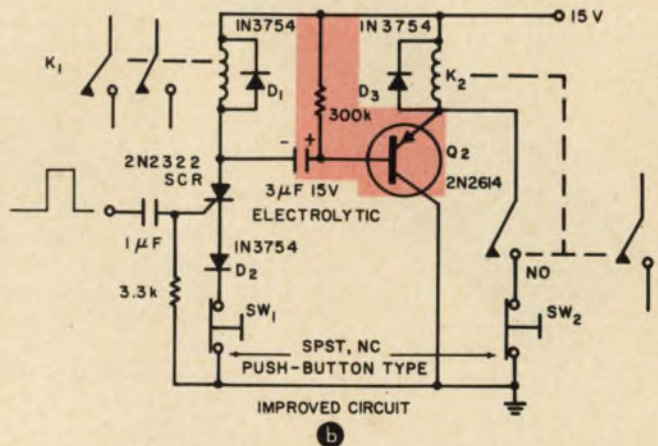 IN3754
IN3754
15 V
K1
D1
D3
K2
300k
- +
Q2
2N2322
SCR
3μF 15V
ELECTROLYTIC
2N2614
1μF
IN3754
D2
NO
3.3k
SW1
SW2
SPST, NC
PUSH-BUTTON TYPE
IMPROVED CIRCUIT
b